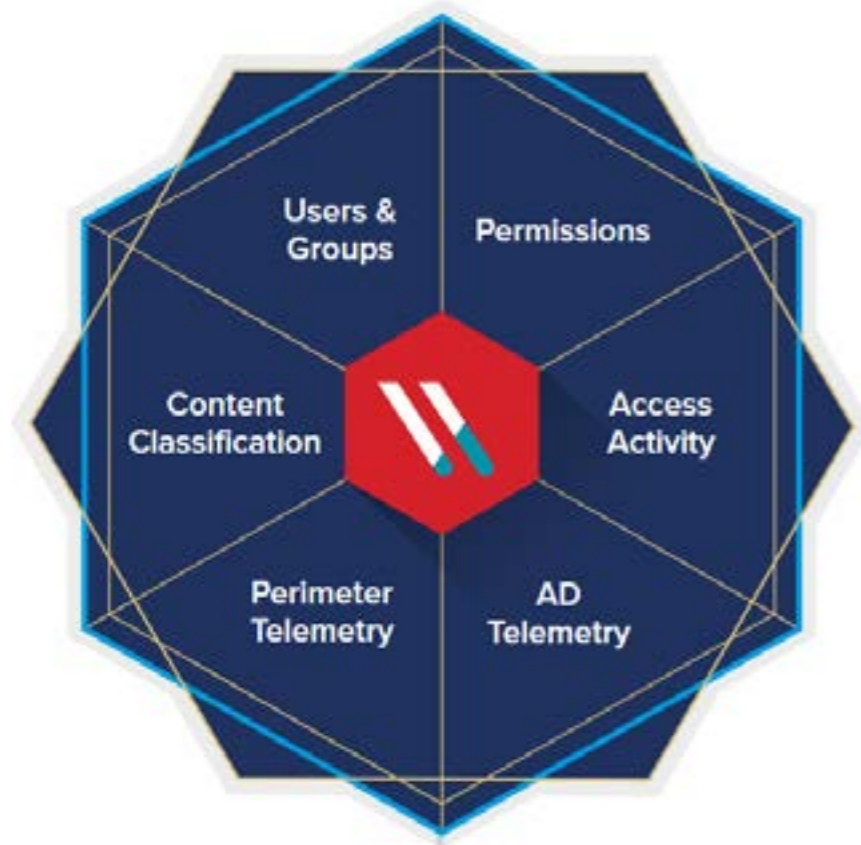 Users &
Groups
Permissions
Content
Classification
Access
Activity
Perimeter
Telemetry
AD
Telemetry